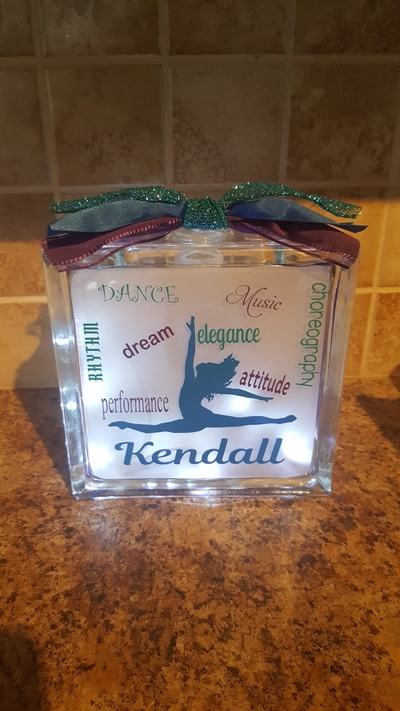 DANCE
Music
choreography
RHYTHM
dream
elegance
attitude
performance
Kendall